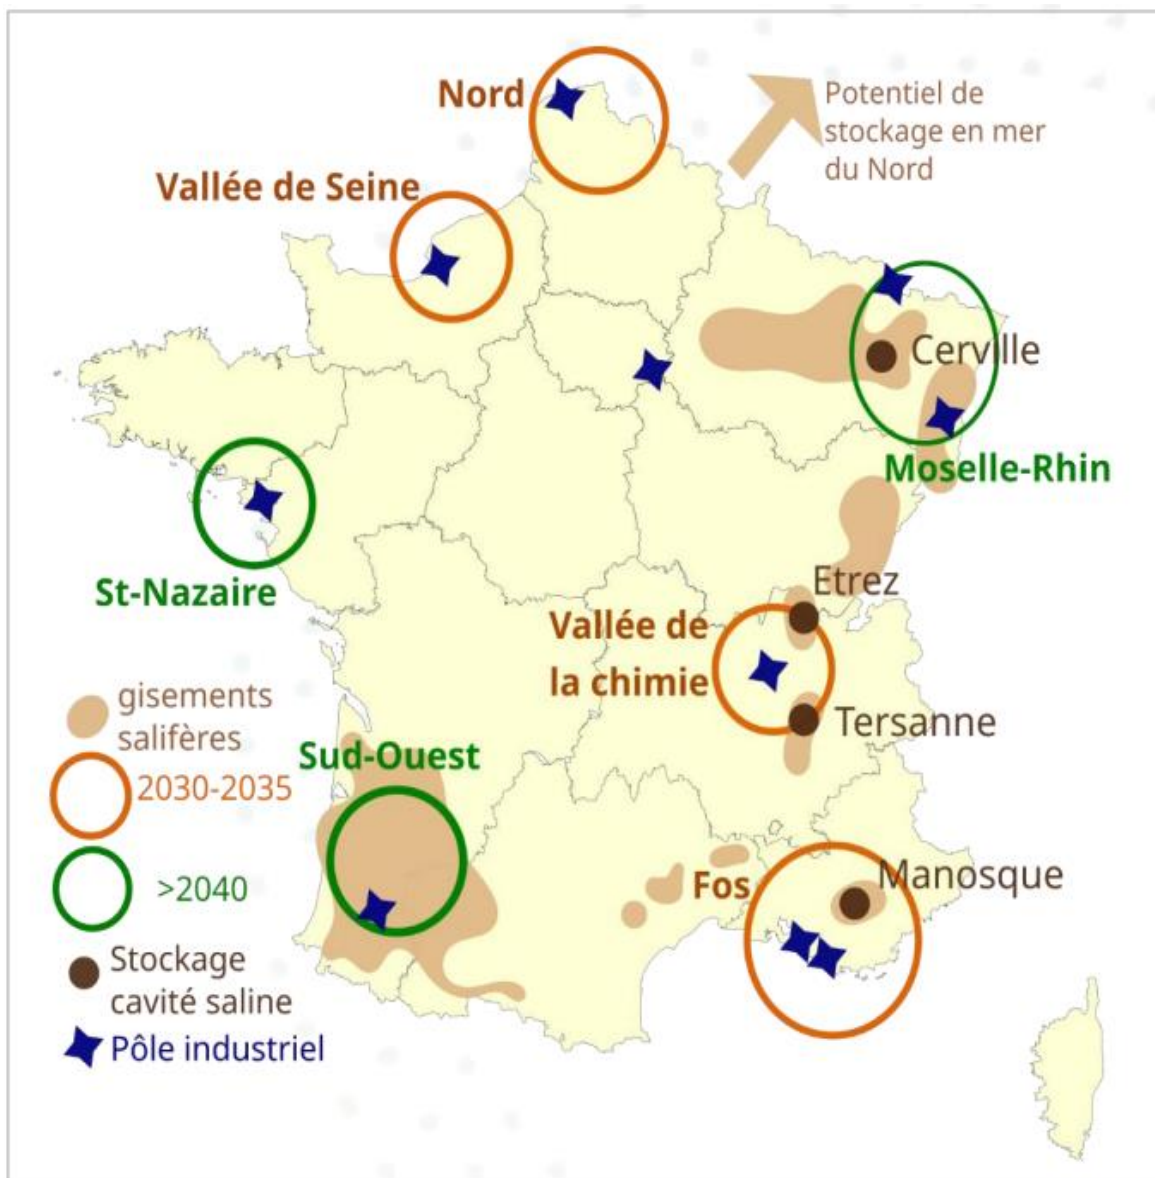 Nord
Potentiel de
stockage en mer
du Nord
Vallée de Seine
Cerville
Moselle-Rhin
St-Nazaire
Etrez
Vallée de
la chimie
Tersanne
gisements
salifères
Sud-Ouest
2030-2035
Manosque
Fos
>2040
Stockage
cavité saline
Pôle industriel